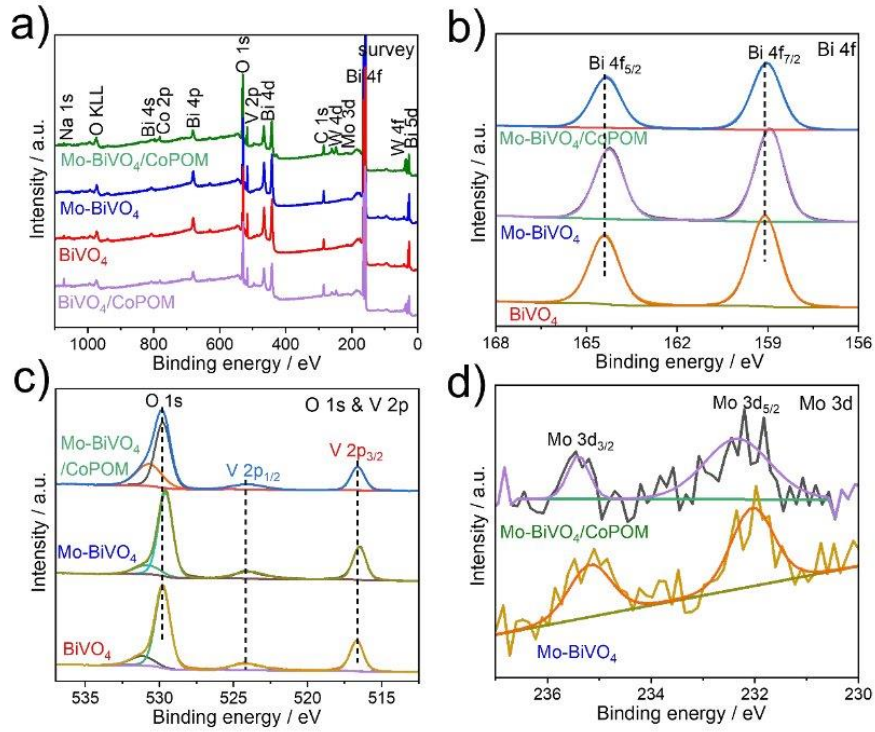 a)
survey
Na 1s
O KLL
Bi 4s
Co 2p
Bi 4p
O 1s
V 2p
Bi 4d
C 1s
W 4d
Mo 3d
Bi 4f
W 4f
Bi 5d
Mo-BiVO₄/CoPOM
Mo-BiVO₄
BiVO₄
BiVO₄/CoPOM
Intensity / a.u.
1000 800 600 400 200 0
Binding energy / eV
b)
Bi 4f₅/₂
Bi 4f₇/₂
Bi 4f
Mo-BiVO₄/CoPOM
Mo-BiVO₄
BiVO₄
Intensity / a.u.
168 165 162 159 156
Binding energy / eV
c)
O 1s
O 1s & V 2p
Mo-BiVO₄
/CoPOM
V 2p₁/₂
V 2p₃/₂
Mo-BiVO₄
BiVO₄
Intensity / a.u.
535 530 525 520 515
Binding energy / eV
d)
Mo 3d₅/₂
Mo 3d
Mo 3d₃/₂
Mo-BiVO₄/CoPOM
Mo-BiVO₄
Intensity / a.u.
236 234 232 230
Binding energy / eV